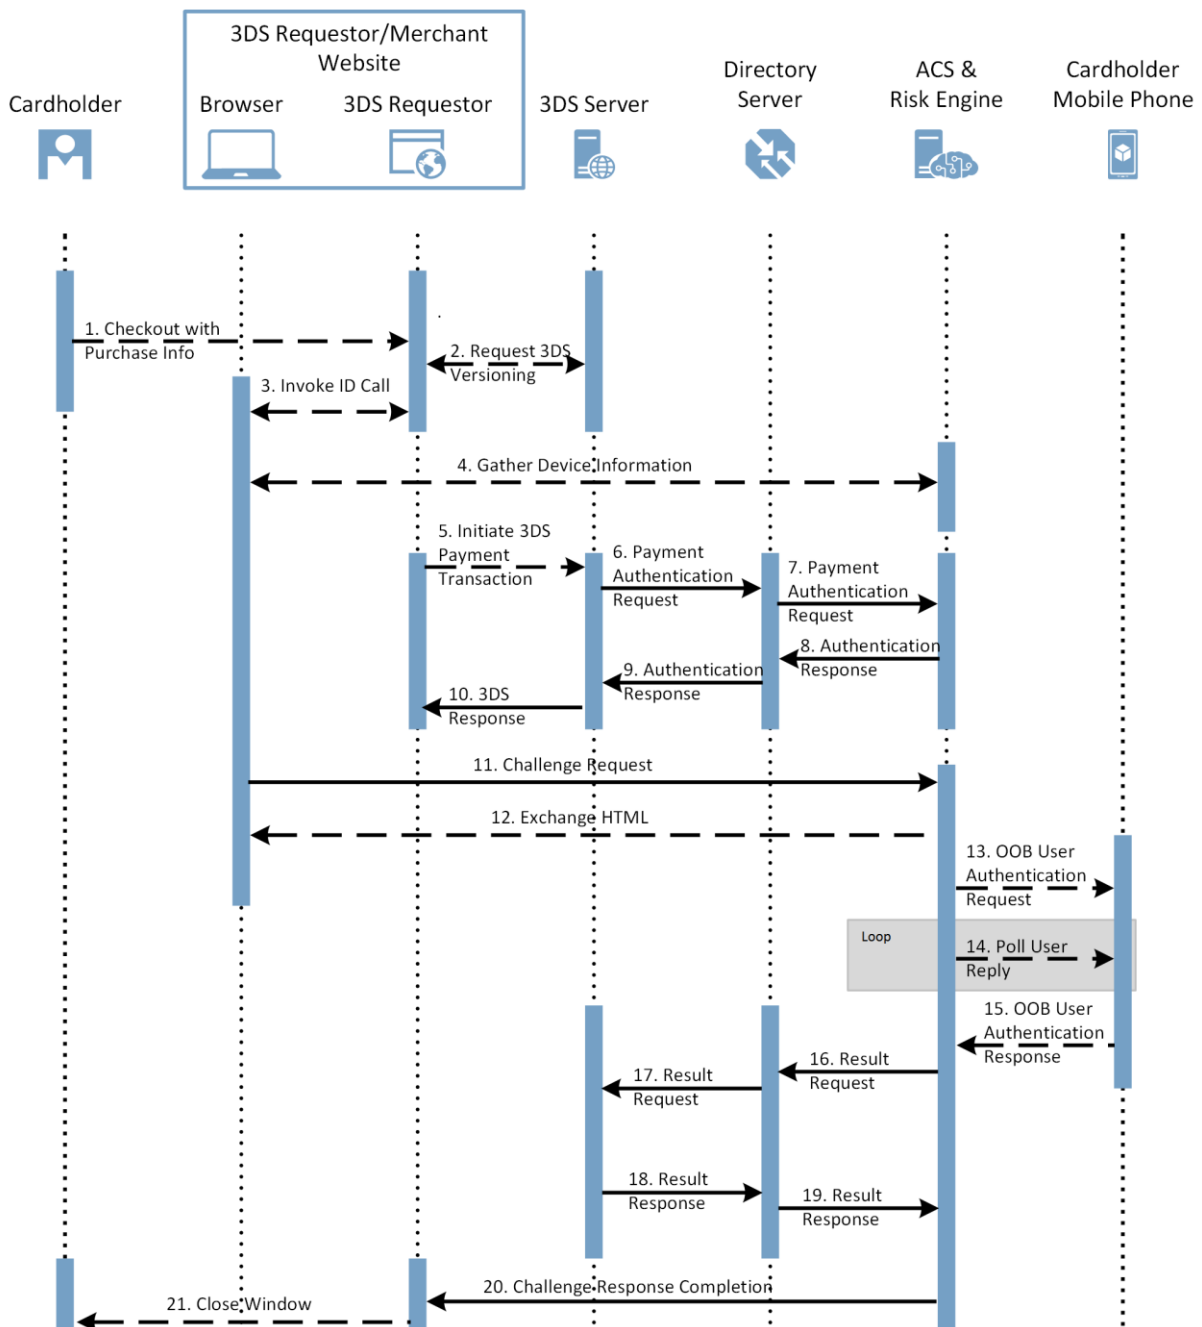 3DS Requestor/Merchant
Website
Directory
Server
ACS &
Risk Engine
Cardholder
Mobile Phone
Cardholder
Browser
3DS Requestor
3DS Server
1. Checkout with
Purchase Info
2. Request 3DS
Versioning
3. Invoke ID Call
4. Gather Device Information
5. Initiate 3DS
Payment
Transaction
6. Payment
Authentication
Request
7. Payment
Authentication
Request
8. Authentication
Response
9. Authentication
Response
10. 3DS
Response
11. Challenge Request
12. Exchange HTML
13. OOB User
Authentication
Request
Loop
14. Poll User
Reply
15. OOB User
Authentication
Response
16. Result
Request
17. Result
Request
18. Result
Response
19. Result
Response
20. Challenge Response Completion
21. Close Window